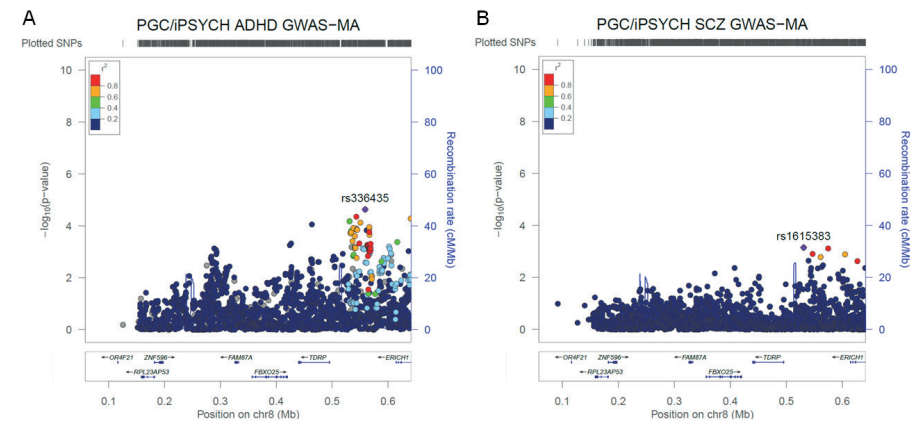 A
PGC/iPSYCH ADHD GWAS−MA
Plotted SNPs
r2
0.8
0.6
0.4
0.2
10
8
6
4
2
0
−log10(p−value)
100
80
60
40
20
0
Recombination rate (cM/Mb)
rs336435
OR4F21
ZNF596
FAM87A
TDRP
ERICH1
RPL23AP53
FBXO25
0.1
0.2
0.3
0.4
0.5
0.6
Position on chr8 (Mb)
B
PGC/iPSYCH SCZ GWAS−MA
Plotted SNPs
r2
0.8
0.6
0.4
0.2
10
8
6
4
2
0
−log10(p−value)
100
80
60
40
20
0
Recombination rate (cM/Mb)
rs1615383
OR4F21
ZNF596
FAM87A
TDRP
ERICH1
RPL23AP53
FBXO25
0.1
0.2
0.3
0.4
0.5
0.6
Position on chr8 (Mb)